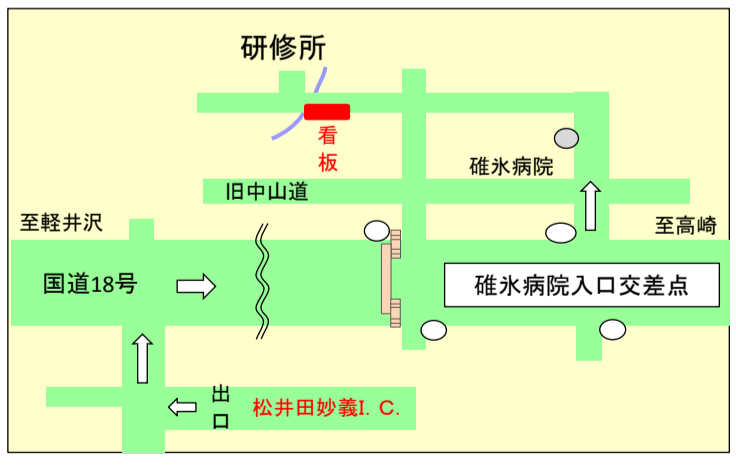 研修所
看
板
碓氷病院
旧中山道
至軽井沢
至高崎
国道18号
碓氷病院入口交差点
出
口
松井田妙義I. C.